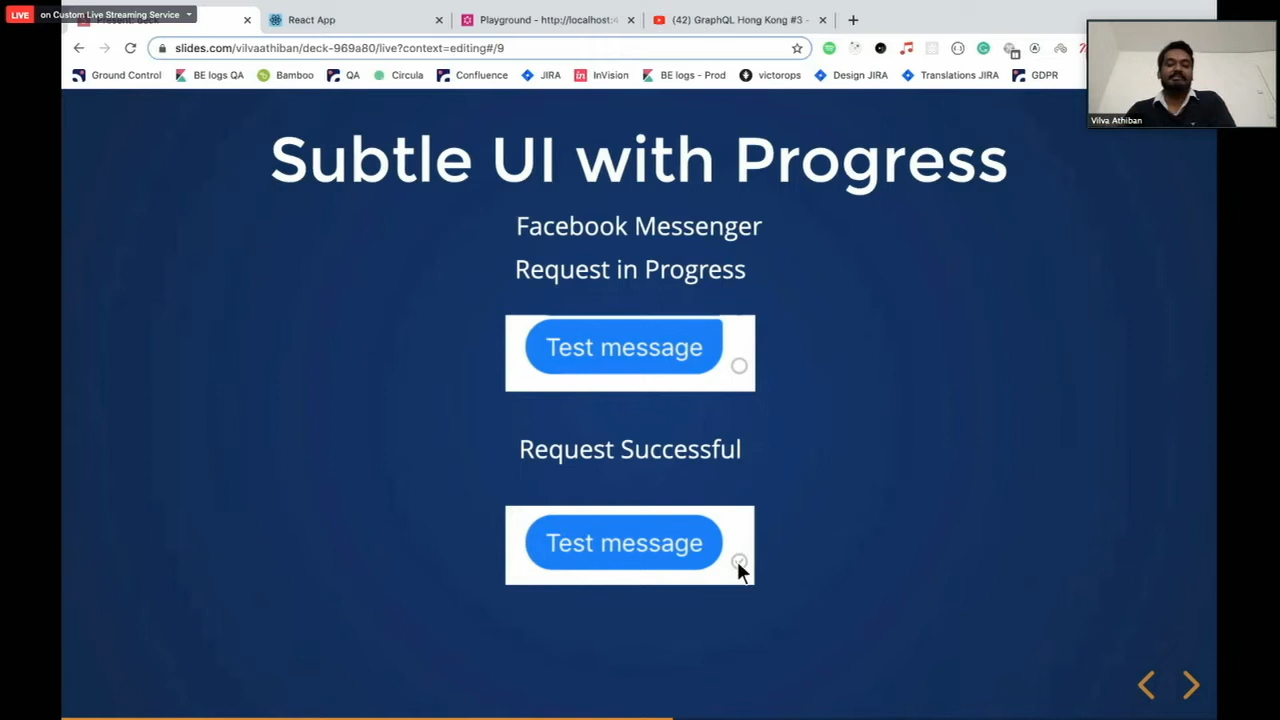 LIVE on Custom Live Streaming Service
React App
Playground - http://localhost:4
(42) GraphQL Hong Kong #3 -
slides.com/vilvaathiban/deck-969a80/live?context=editing#/9
Ground Control BE logs QA Bamboo QA Circula Confluence JIRA InVision BE logs - Prod victorops Design JIRA Translations JIRA GDPR
Vilva Athiban
Subtle UI with Progress
Facebook Messenger
Request in Progress
Test message
Request Successful
Test message